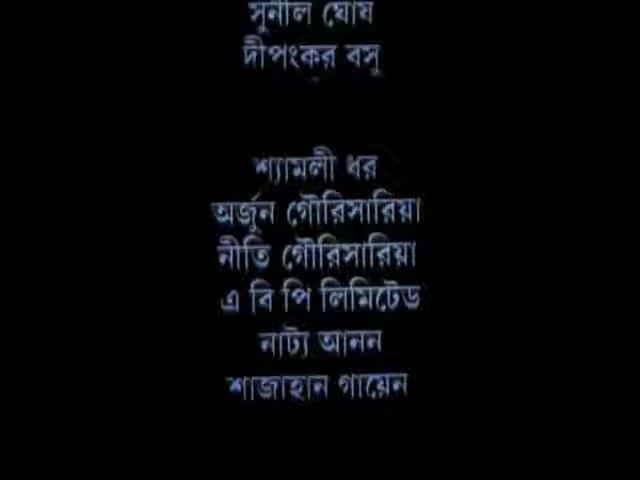 সুনীল ঘোষ
দীপংকর বসু
শ্যামলী ধর
অর্জুন গৌরিসারিয়া
নীতি গৌরিসারিয়া
এ বি পি লিমিটেড
নাট্য আনন
শাজাহান গায়েন